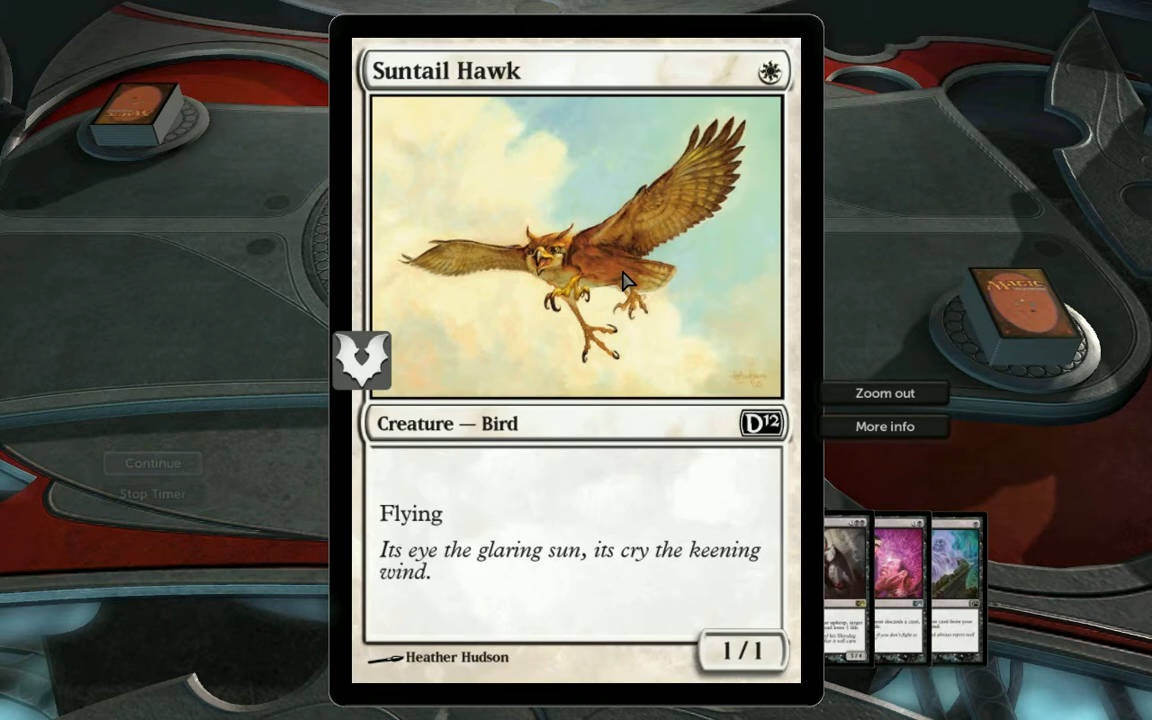 Suntail Hawk
Zoom out
Creature — Bird
D12
More info
Continue
Stop Timer
Flying
Its eye the glaring sun, its cry the keening
wind.
Heather Hudson
1 / 1
MAGIC